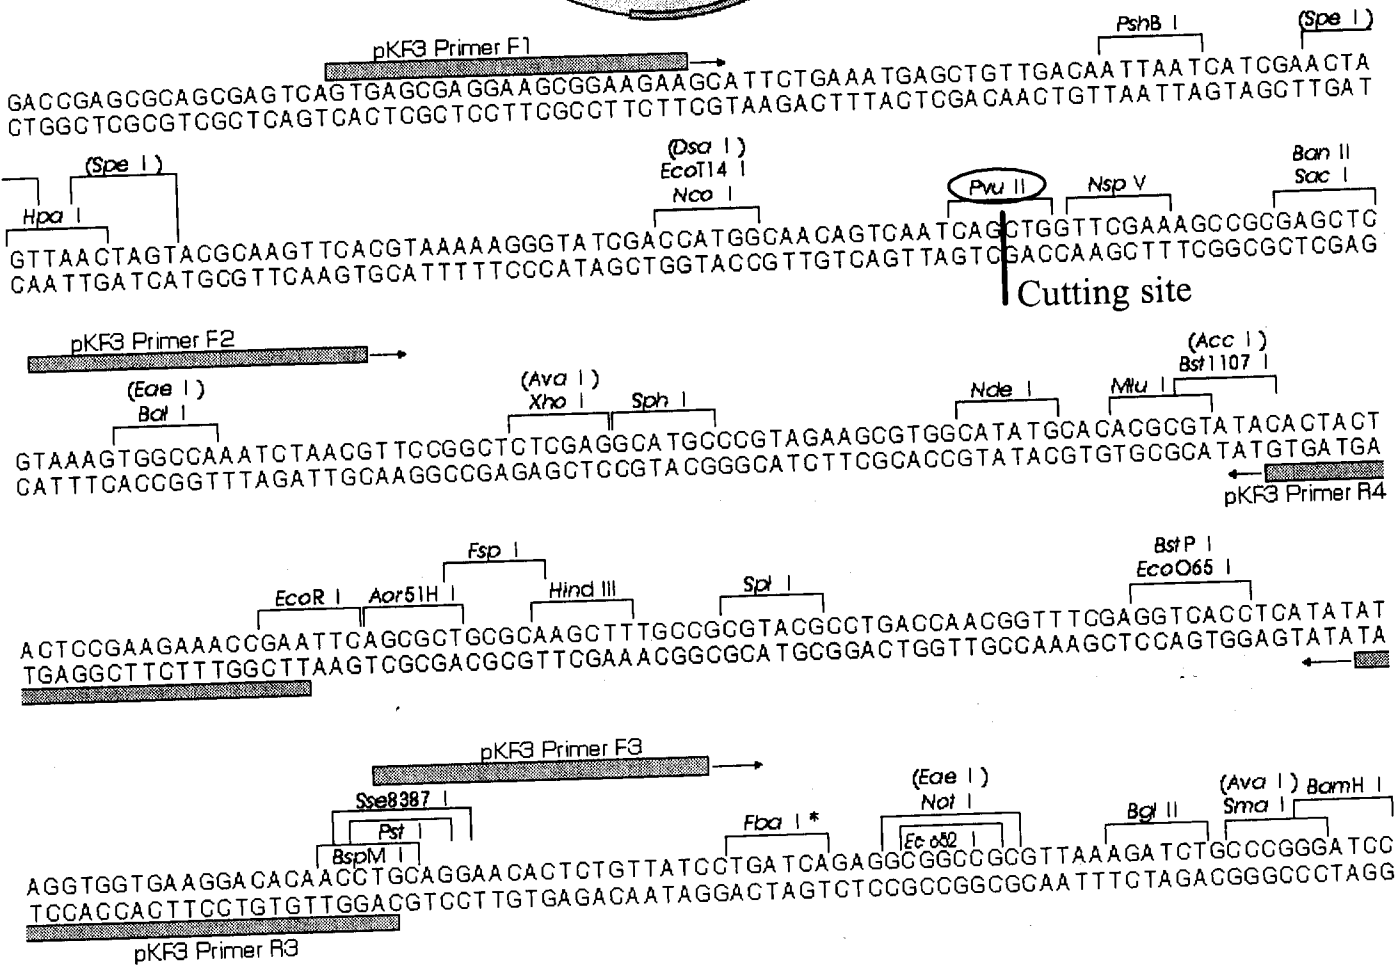 pKF3 Primer F1
PshB I
(Spe I)
GACCGAGCGCAGCGAGTCAGTGAGCGAGGAAGCGGAAGAAGCATTCTGAAATGAGCTGTTGACAATTAATCATCGAACTA
CTGGCTCGCGTCGCTCAGTCACTCGCTCCTTCGCCTTCTTCGTAAGACTTTACTCGACAACTGTTAATTAGTAGCTTGAT
(Spe I)
Hpa I
(Dsa I)
EcoT14 I
Nco I
Pvu II
Nsp V
Ban II
Sac I
GTTAACTAGTACGCAAGTTCACGTAAAAAGGGTATCGACCATGGCAACAGTCAATCAGCTGGTTCGAAAGCCGCGAGCTC
CAATTGATCATGCGTTCAAGTGCATTTTTCCCATAGCTGGTACCGTTGTCAGTTAGTCGACCAAGCTTTCGGCGCTCGAG
Cutting site
pKF3 Primer F2
(Eae I)
Bal I
(Ava I)
Xho I
Sph I
Nde I
Mlu I
(Acc I)
Bst1107 I
GTAAAGTGGCCAAATCTAACGTTCCGGCTCTCGAGGCATGCCCGTAGAAGCGTGGCATATGCACACGCGTATACACTACT
CATTTCACCGGTTTAGATTGCAAGGCCGAGAGCTCCGTACGGGCATCTTCGCACCGTATACGTGTGCGCATATGTGATGA
pKF3 Primer R4
EcoR I
Aor51H I
Fsp I
Hind III
Spl I
BstP I
EcoO65 I
ACTCCGAAGAAACCGAATTCAGCGCTGCGCAAGCTTTGCCGCGTACGCCTGACCAACGGTTTCGAGGTCACCTCATATAT
TGAGGCTTCTTTGGCTTAAGTCGCGACGCGTTCGAAACGGCGCATGCGGACTGGTTGCCAAAGCTCCAGTGGAGTATATA
pKF3 Primer F3
Sse8387 I
Pst I
BspM I
Fba I *
(Eae I)
Not I
Eco52 I
Bgl II
(Ava I)
Sma I
BamH I
AGGTGGTGAAGGACACAACCTGCAGGAACACTCTGTTATCCTGATCAGAGGCGGCCGCGTTAAAGATCTGCCCGGGATCC
TCCACCACTTCCTGTGTTGGACGTCCTTGTGAGACAATAGGACTAGTCTCCGCCGGCGCAATTTCTAGACGGGCCCTAGG
pKF3 Primer R3